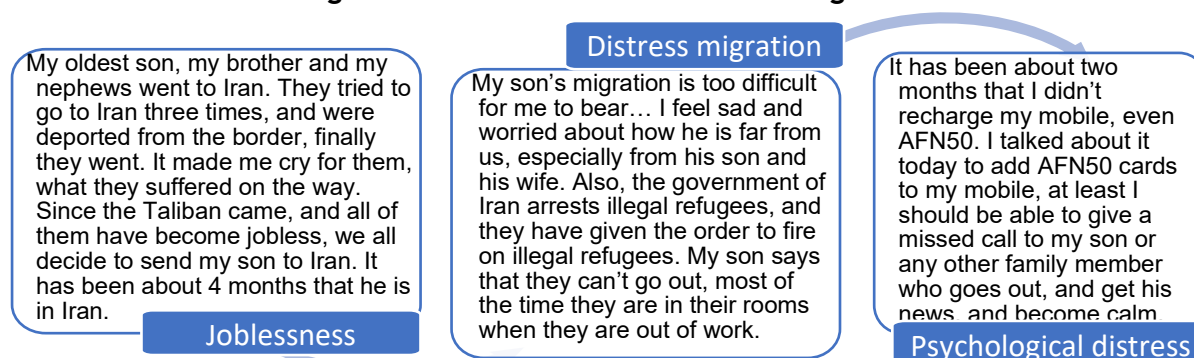 My oldest son, my brother and my
nephews went to Iran. They tried to
go to Iran three times, and were
deported from the border, finally
they went. It made me cry for them,
what they suffered on the way.
Since the Taliban came, and all of
them have become jobless, we all
decide to send my son to Iran. It
has been about 4 months that he is
in Iran.
Joblessness
Distress migration
My son’s migration is too difficult
for me to bear… I feel sad and
worried about how he is far from
us, especially from his son and
his wife. Also, the government of
Iran arrests illegal refugees, and
they have given the order to fire
on illegal refugees. My son says
that they can’t go out, most of
the time they are in their rooms
when they are out of work.
It has been about two
months that I didn’t
recharge my mobile, even
AFN50. I talked about it
today to add AFN50 cards
to my mobile, at least I
should be able to give a
missed call to my son or
any other family member
who goes out, and get his
news, and become calm.
Psychological distress